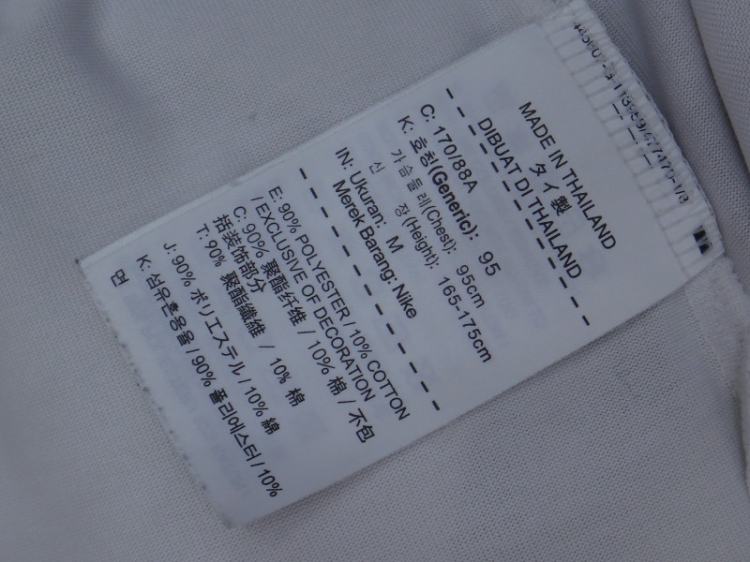 MADE IN THAILAND
タイ製
DIBUAT DI THAILAND
C: 170/88A
K: 호칭(Generic): 95
가슴둘레(Chest): 95cm
신 장(Height): 165-175cm
IN: Ukuran: M
Merek Barang: Nike
E: 90% POLYESTER / 10% COTTON
/ EXCLUSIVE OF DECORATION
C: 90% 聚酯纤维 / 10% 棉 / 不包
括装饰部分
T: 90% 聚酯纖維 / 10% 棉
J: 90% ポリエステル / 10% 綿
K: 섬유혼용율 / 90% 폴리에스터 / 10%
면